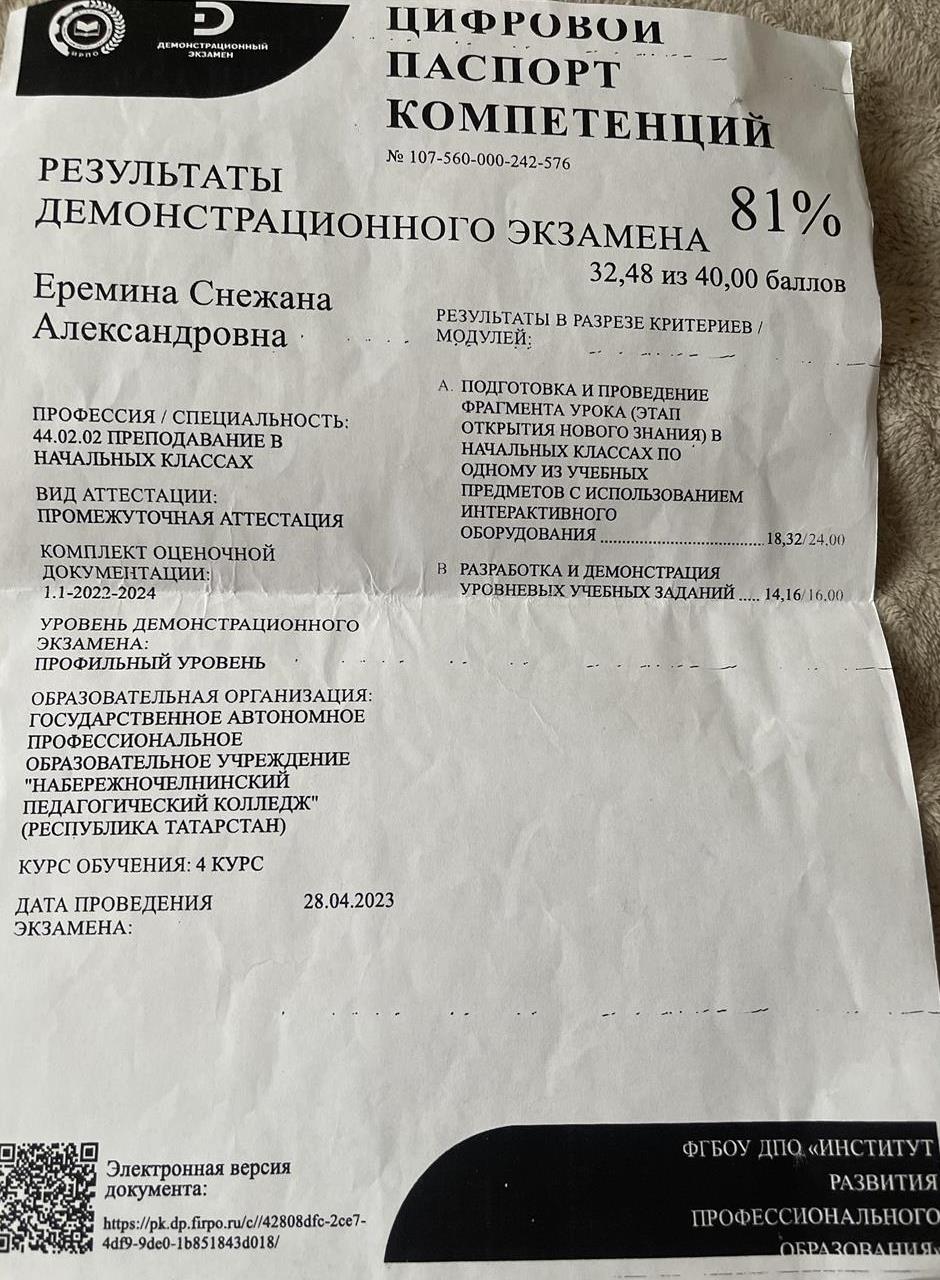 ДЕМОНСТРАЦИОННЫЙ
ЭКЗАМЕН
ЦИФРОВОЙ
ПАСПОРТ
КОМПЕТЕНЦИЙ
№ 107-560-000-242-576
РЕЗУЛЬТАТЫ
ДЕМОНСТРАЦИОННОГО ЭКЗАМЕНА
81%
32,48 из 40,00 баллов
Еремина Снежана
Александровна
ПРОФЕССИЯ / СПЕЦИАЛЬНОСТЬ:
44.02.02 ПРЕПОДАВАНИЕ В
НАЧАЛЬНЫХ КЛАССАХ
ВИД АТТЕСТАЦИИ:
ПРОМЕЖУТОЧНАЯ АТТЕСТАЦИЯ
КОМПЛЕКТ ОЦЕНОЧНОЙ
ДОКУМЕНТАЦИИ:
1.1-2022-2024
УРОВЕНЬ ДЕМОНСТРАЦИОННОГО
ЭКЗАМЕНА:
ПРОФИЛЬНЫЙ УРОВЕНЬ
ОБРАЗОВАТЕЛЬНАЯ ОРГАНИЗАЦИЯ:
ГОСУДАРСТВЕННОЕ АВТОНОМНОЕ
ПРОФЕССИОНАЛЬНОЕ
ОБРАЗОВАТЕЛЬНОЕ УЧРЕЖДЕНИЕ
"НАБЕРЕЖНОЧЕЛНИНСКИЙ
ПЕДАГОГИЧЕСКИЙ КОЛЛЕДЖ"
(РЕСПУБЛИКА ТАТАРСТАН)
КУРС ОБУЧЕНИЯ: 4 КУРС
ДАТА ПРОВЕДЕНИЯ 28.04.2023
ЭКЗАМЕНА:
РЕЗУЛЬТАТЫ В РАЗРЕЗЕ КРИТЕРИЕВ /
МОДУЛЕЙ:
А. ПОДГОТОВКА И ПРОВЕДЕНИЕ
ФРАГМЕНТА УРОКА (ЭТАП
ОТКРЫТИЯ НОВОГО ЗНАНИЯ) В
НАЧАЛЬНЫХ КЛАССАХ ПО
ОДНОМУ ИЗ УЧЕБНЫХ
ПРЕДМЕТОВ С ИСПОЛЬЗОВАНИЕМ
ИНТЕРАКТИВНОГО
ОБОРУДОВАНИЯ ................................... 18,32/24,00
В РАЗРАБОТКА И ДЕМОНСТРАЦИЯ
УРОВНЕВЫХ УЧЕБНЫХ ЗАДАНИЙ ..... 14,16/16,00
Электронная версия
документа:
https://pk.dp.firpo.ru/c//42808dfc-2ce7-
4df9-9de0-1b851843d018/
ФГБОУ ДПО «ИНСТИТУТ
РАЗВИТИЯ
ПРОФЕССИОНАЛЬНОГО
ОБРАЗОВАНИЯ»